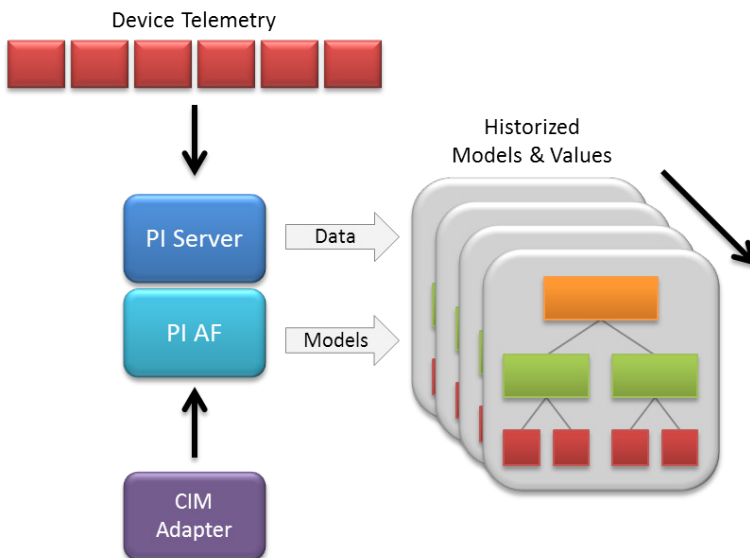 Device Telemetry
Historized
Models & Values
PI Server
Data
PI AF
Models
CIM
Adapter